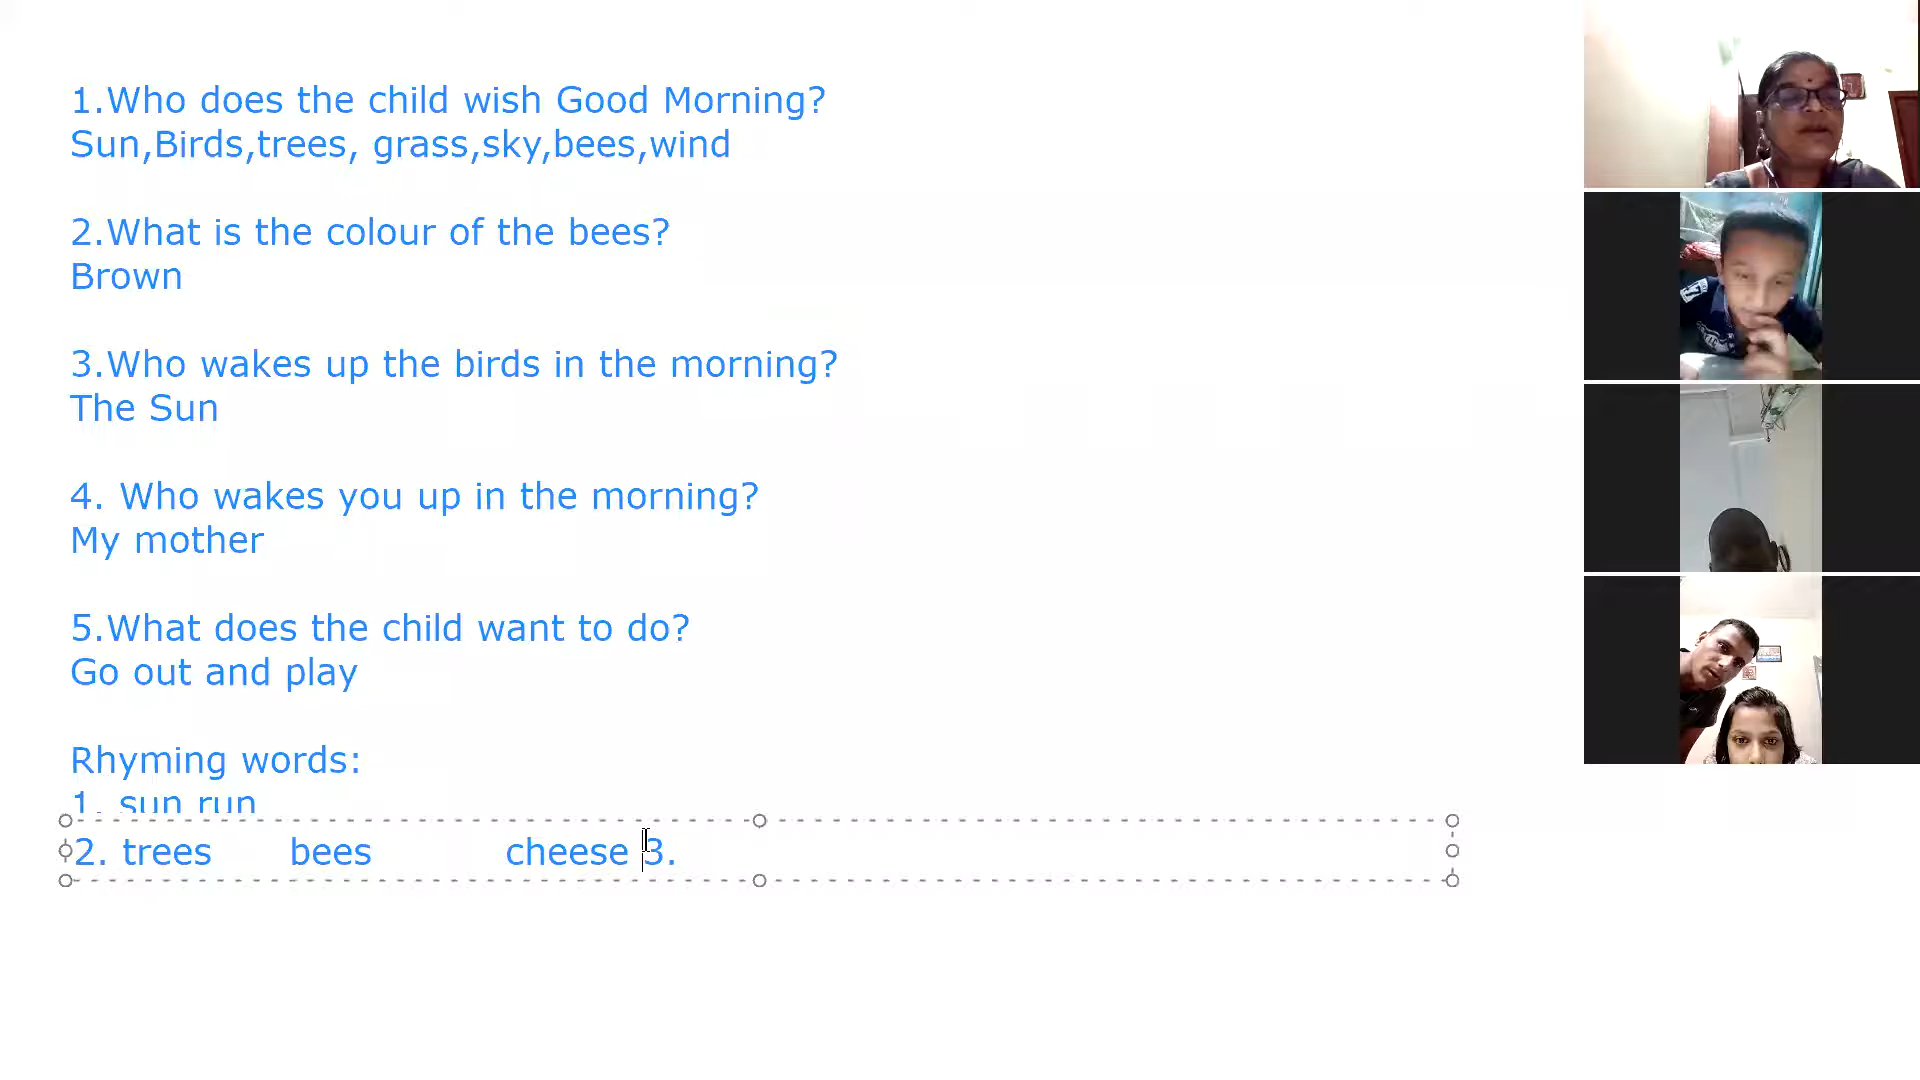 1.Who does the child wish Good Morning?
Sun,Birds,trees, grass,sky,bees,wind
2.What is the colour of the bees?
Brown
3.Who wakes up the birds in the morning?
The Sun
4. Who wakes you up in the morning?
My mother
5.What does the child want to do?
Go out and play
Rhyming words:
1. sun run
2. trees bees cheese 3.